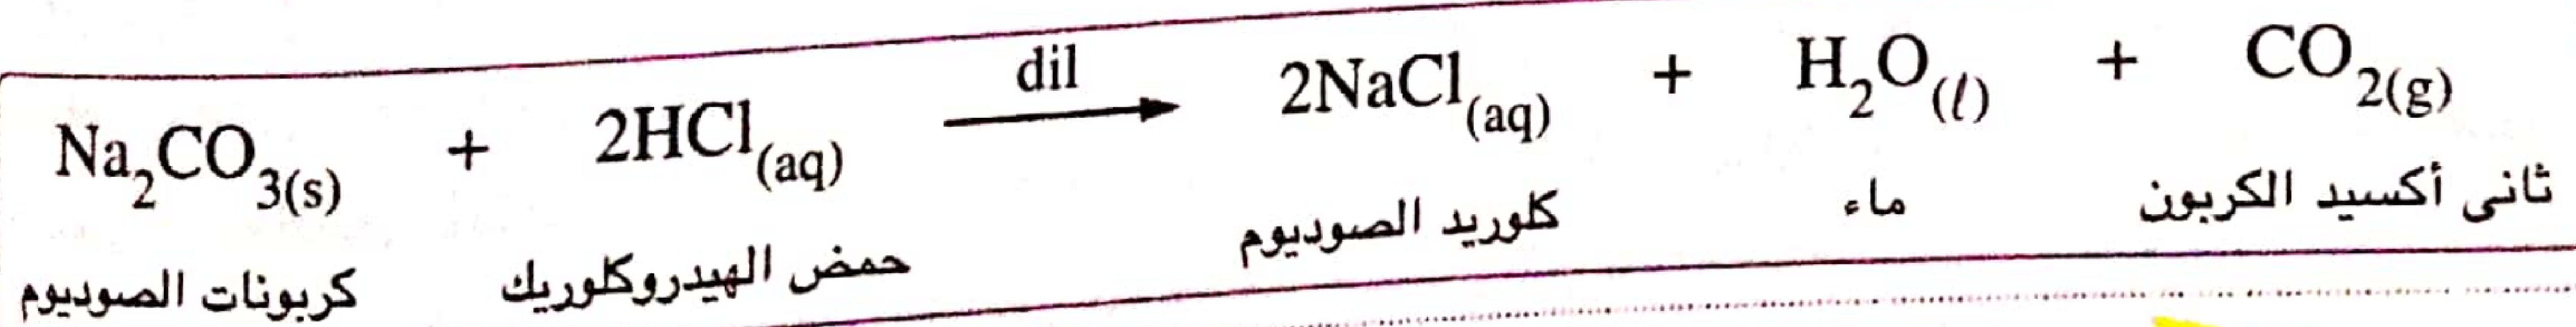 dil
Na₂CO₃(s) + 2HCl(aq) → 2NaCl(aq) + H₂O(l) + CO₂(g)
كربونات الصوديوم حمض الهيدروكلوريك كلوريد الصوديوم ماء ثانى أكسيد الكربون